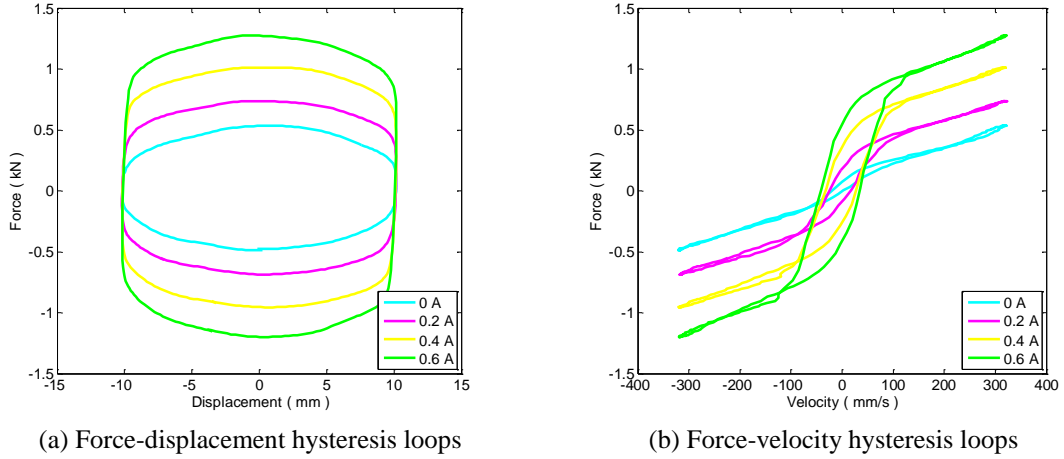 1.5
1
0.5
0
-0.5
-1
-1.5
-15
-10
-5
0
5
10
15
Force ( kN )
Displacement ( mm )
0 A
0.2 A
0.4 A
0.6 A
(a) Force-displacement hysteresis loops
1.5
1
0.5
0
-0.5
-1
-1.5
-400
-300
-200
-100
0
100
200
300
400
Force ( kN )
Velocity ( mm/s )
0 A
0.2 A
0.4 A
0.6 A
(b) Force-velocity hysteresis loops